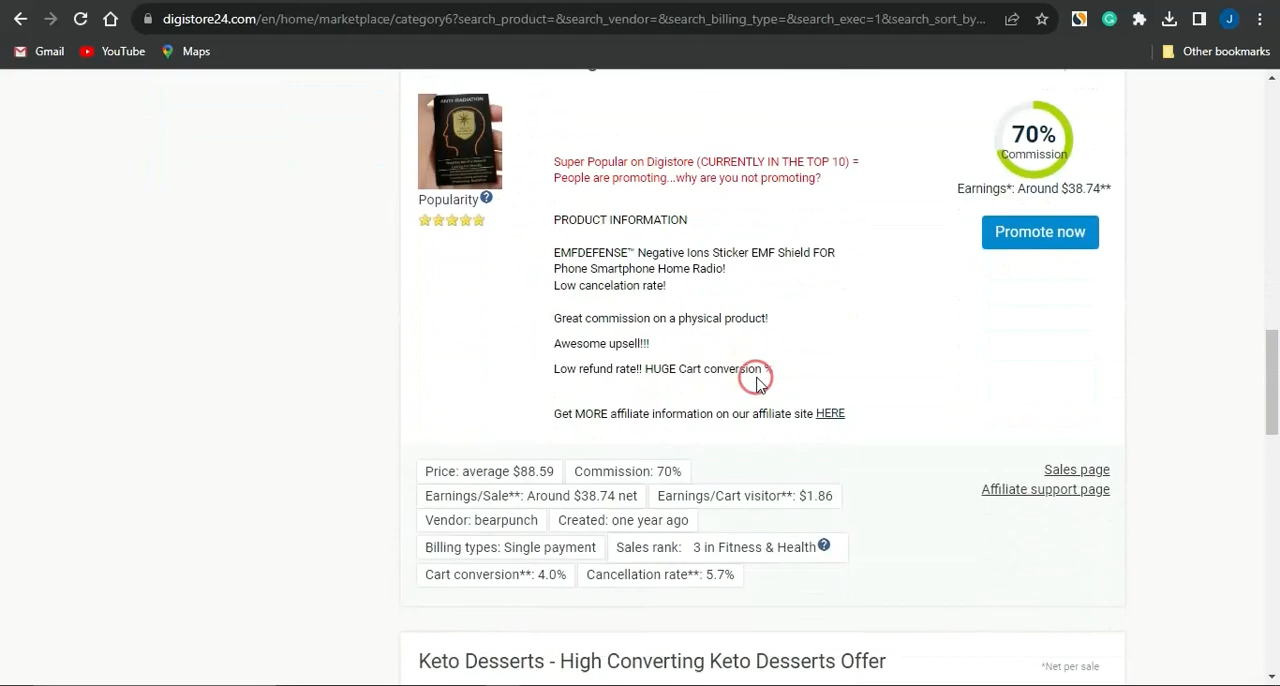 digistore24.com/en/home/marketplace/category6?search_product=&search_vendor=&search_billing_type=&search_exec=1&search_sort_by...
J
Gmail
YouTube
Maps
Other bookmarks
70%
Commission
Earnings*: Around $38.74**
Promote now
Popularity
Super Popular on Digistore (CURRENTLY IN THE TOP 10) =
People are promoting...why are you not promoting?
PRODUCT INFORMATION
EMFDEFENSE™ Negative Ions Sticker EMF Shield FOR
Phone Smartphone Home Radio!
Low cancelation rate!
Great commission on a physical product!
Awesome upsell!!!
Low refund rate!! HUGE Cart conversion %
Get MORE affiliate information on our affiliate site HERE
Price: average $88.59
Commission: 70%
Earnings/Sale**: Around $38.74 net
Earnings/Cart visitor**: $1.86
Vendor: bearpunch
Created: one year ago
Billing types: Single payment
Sales rank: 3 in Fitness & Health
Cart conversion**: 4.0%
Cancellation rate**: 5.7%
Sales page
Affiliate support page
Keto Desserts - High Converting Keto Desserts Offer
*Net per sale